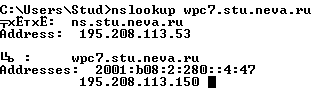 C:\Users\Stud>nslookup wpc7.stu.neva.ru
ns.stu.neva.ru
Address: 195.208.113.53
: wpc7.stu.neva.ru
Addresses: 2001:b08:2:280::4:47
195.208.113.150